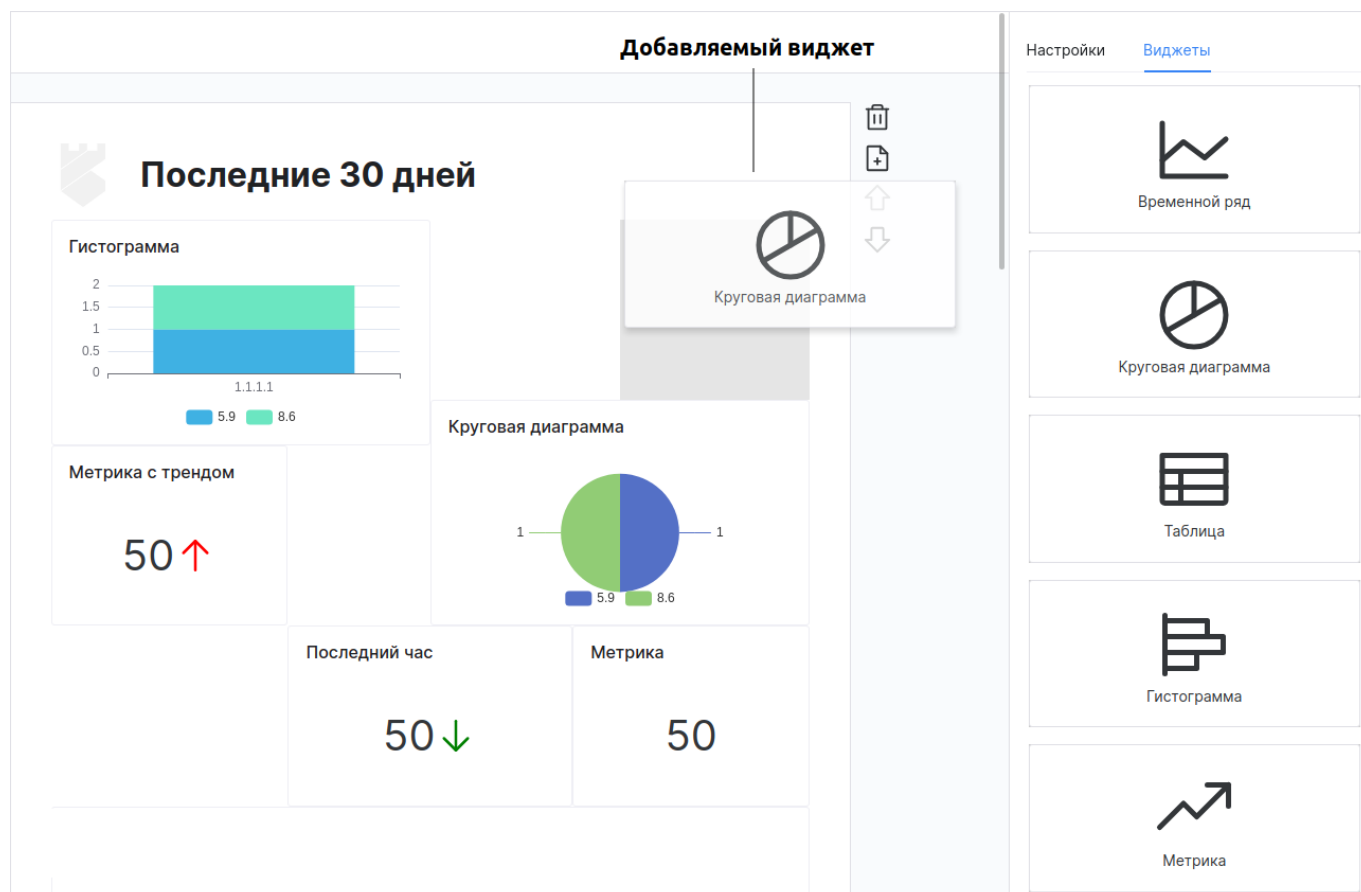 Добавляемый виджет
Настройки
Виджеты
Последние 30 дней
Гистограмма
2
1.5
1
0.5
0
1.1.1.1
5.9
8.6
Круговая диаграмма
Круговая диаграмма
1
1
5.9
8.6
Метрика с трендом
50
Последний час
50
Метрика
50
Временной ряд
Круговая диаграмма
Таблица
Гистограмма
Метрика